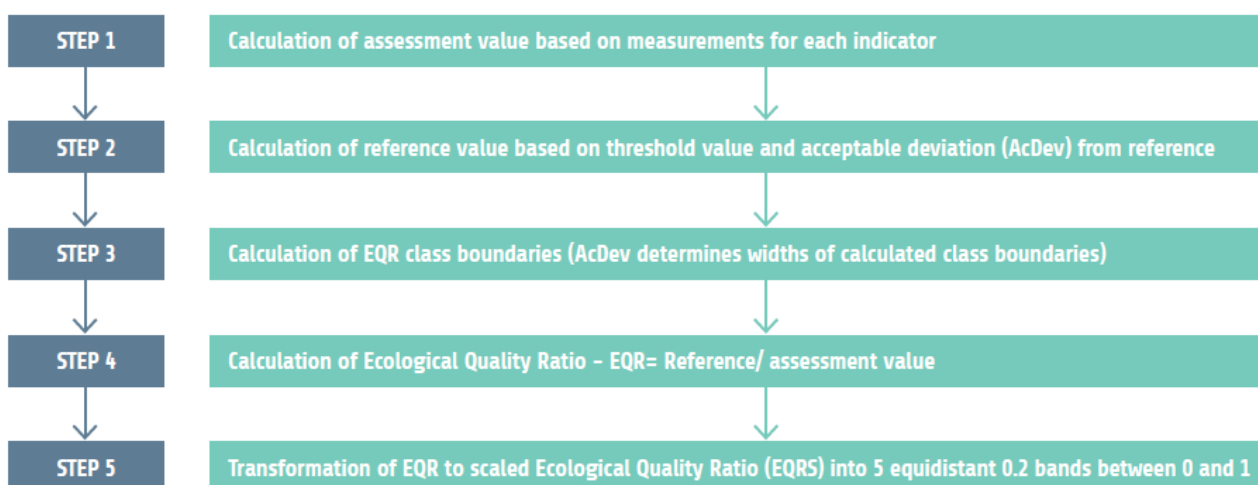 STEP 1
Calculation of assessment value based on measurements for each indicator
STEP 2
Calculation of reference value based on threshold value and acceptable deviation (AcDev) from reference
STEP 3
Calculation of EQR class boundaries (AcDev determines widths of calculated class boundaries)
STEP 4
Calculation of Ecological Quality Ratio – EQR= Reference/ assessment value
STEP 5
Transformation of EQR to scaled Ecological Quality Ratio (EQRS) into 5 equidistant 0.2 bands between 0 and 1